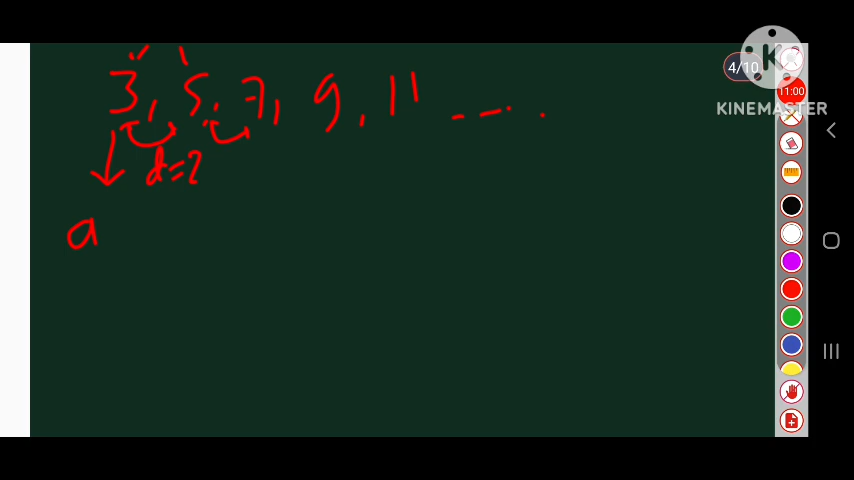 4/10
11:00
KINEMASTER
3, 5, 7, 9, 11 ----.
d=2
a